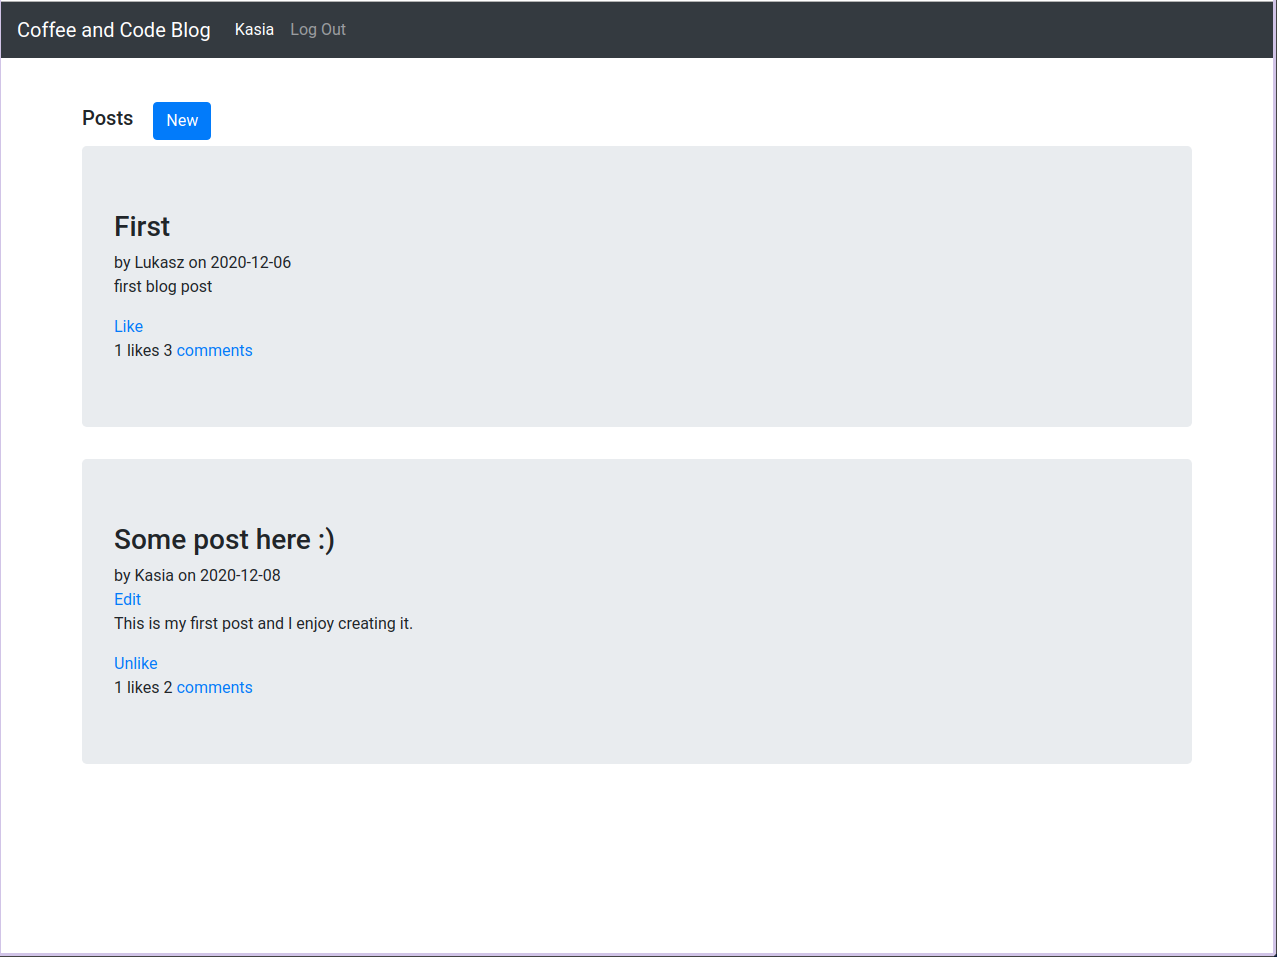 Coffee and Code Blog Kasia Log Out
Posts New
First
by Lukasz on 2020-12-06
first blog post
Like
1 likes 3 comments
Some post here :)
by Kasia on 2020-12-08
Edit
This is my first post and I enjoy creating it.
Unlike
1 likes 2 comments